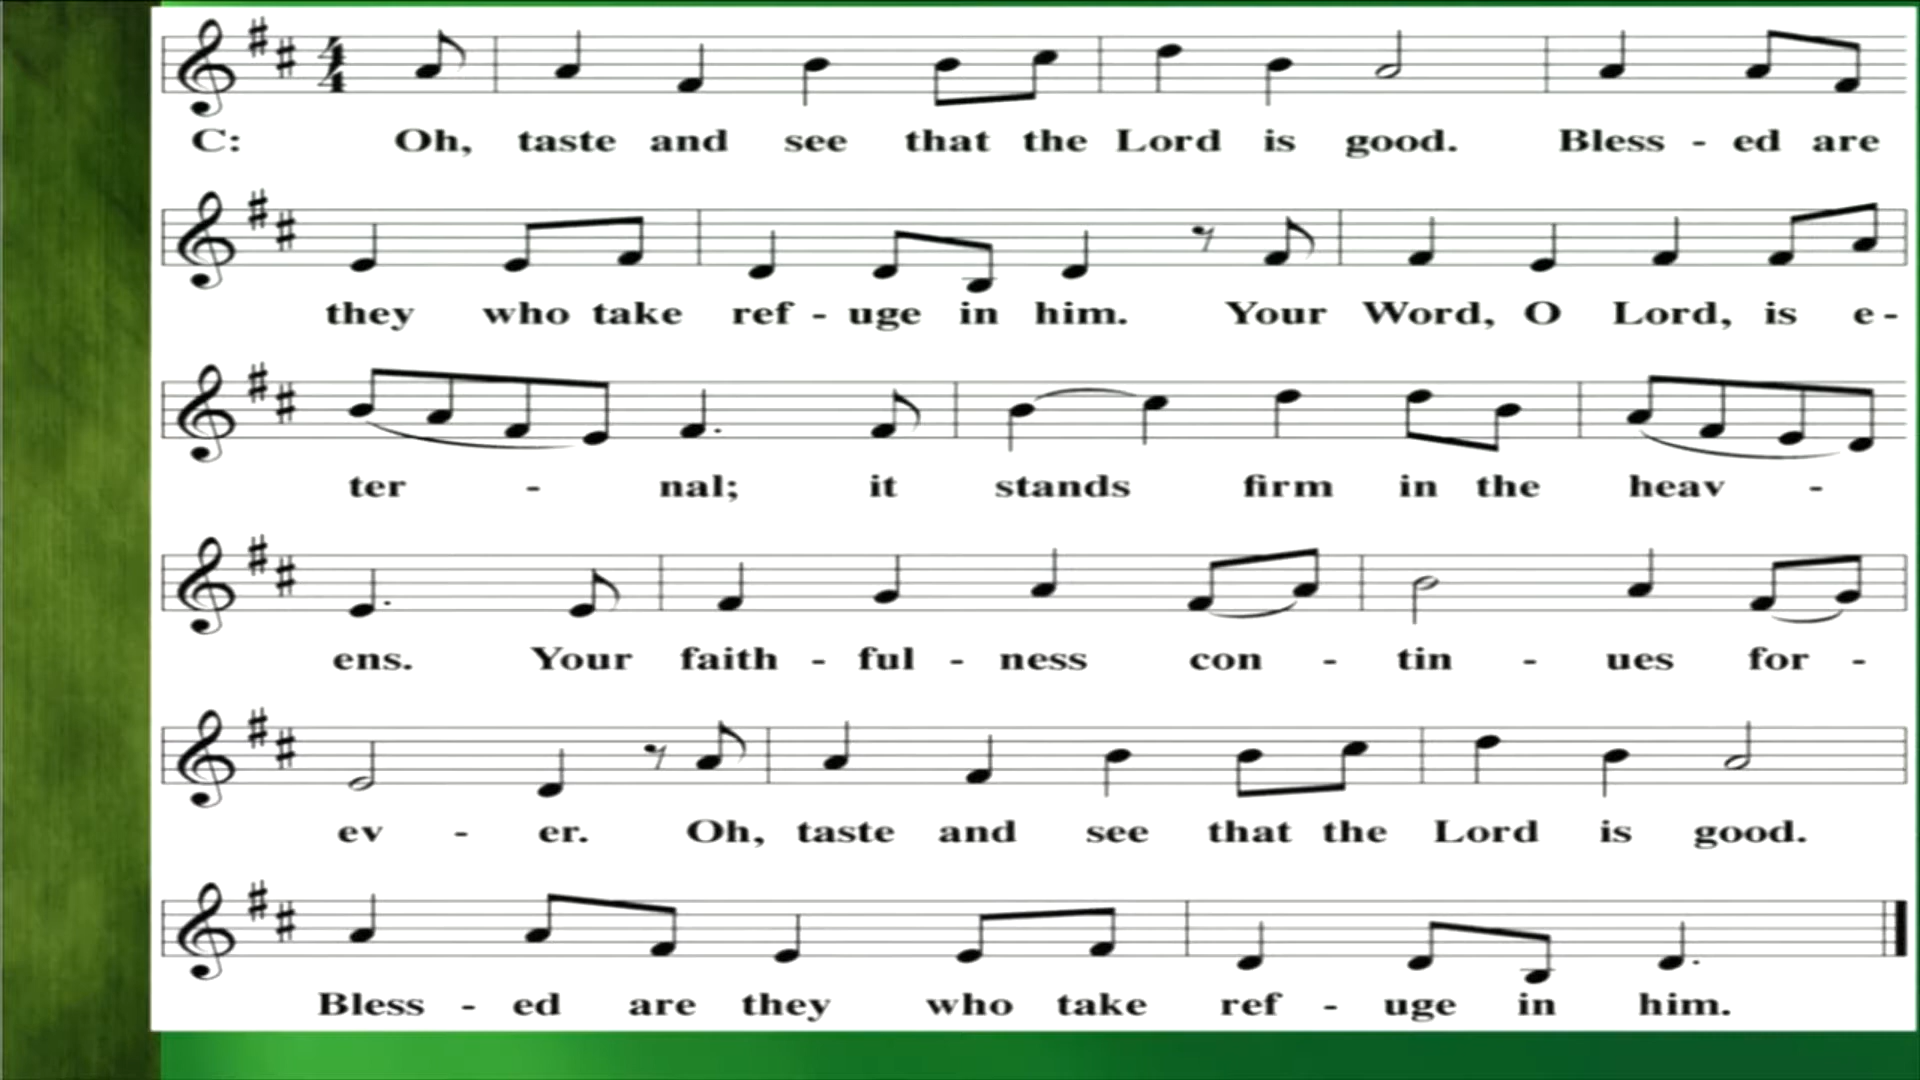 C: Oh, taste and see that the Lord is good. Bless - ed are
they who take ref - uge in him. Your Word, O Lord, is e -
ter - nal; it stands firm in the heav -
ens. Your faith - ful - ness con - tin - ues for -
ev - er. Oh, taste and see that the Lord is good.
Bless - ed are they who take ref - uge in him.